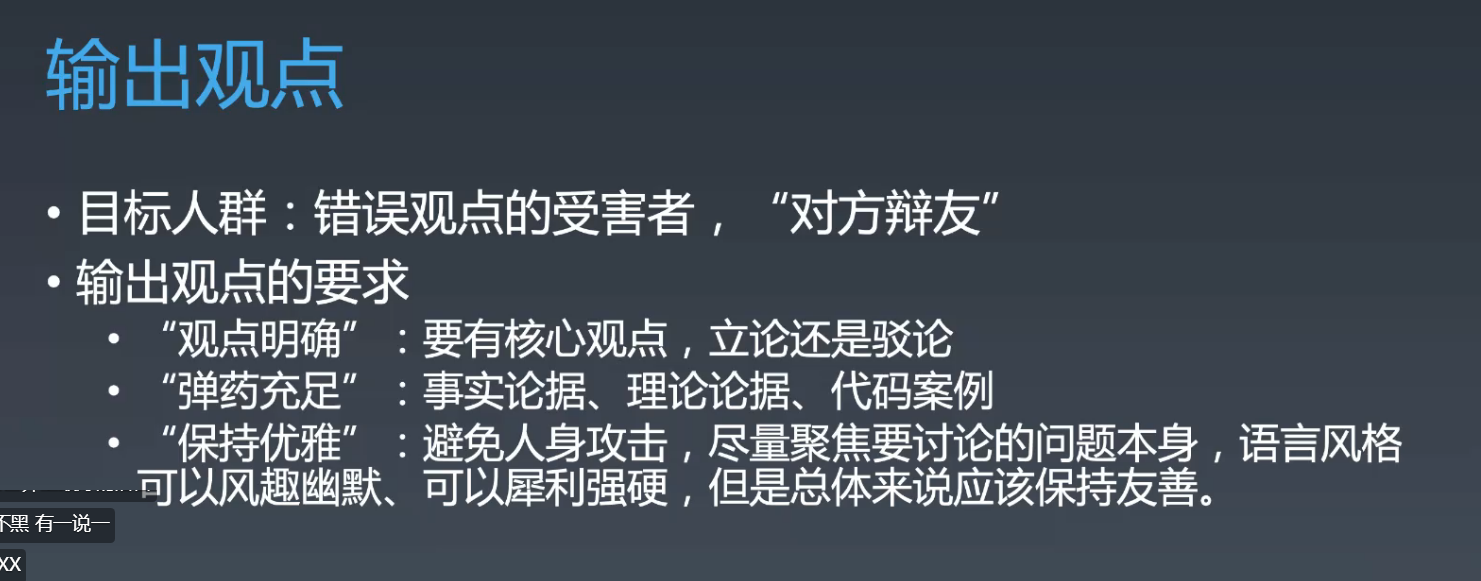 输出观点
• 目标人群：错误观点的受害者，“对方辩友”
• 输出观点的要求
• “观点明确”：要有核心观点，立论还是驳论
• “弹药充足”：事实论据、理论论据、代码案例
• “保持优雅”：避免人身攻击，尽量聚焦要讨论的问题本身，语言风格
可以风趣幽默、可以犀利强硬，但是总体来说应该保持友善。
不黑 有一说一
XX